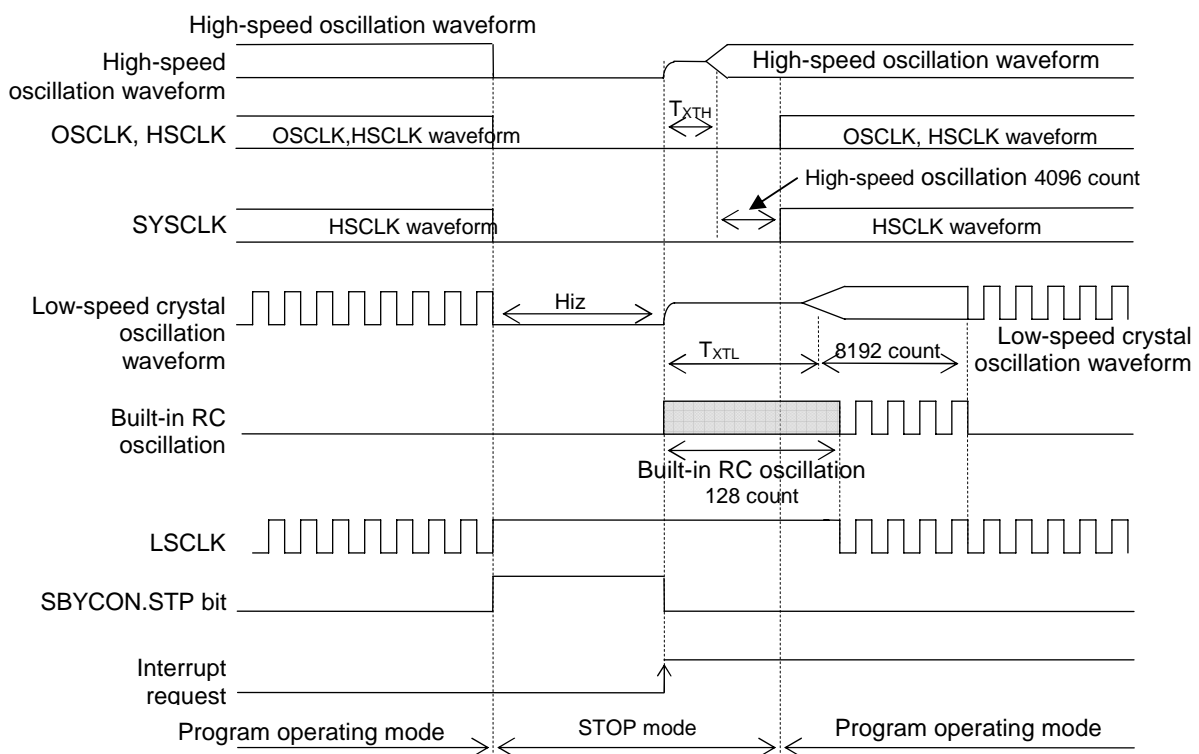 High-speed oscillation waveform
High-speed
oscillation waveform
High-speed oscillation waveform
TXTH
OSCLK, HSCLK
OSCLK,HSCLK waveform
OSCLK, HSCLK waveform
High-speed oscillation 4096 count
SYSCLK
HSCLK waveform
HSCLK waveform
Low-speed crystal
oscillation
waveform
Hiz
Low-speed crystal
oscillation waveform
TXTL
8192 count
Built-in RC
oscillation
Built-in RC oscillation
128 count
LSCLK
SBYCON.STP bit
Interrupt
request
Program operating mode
STOP mode
Program operating mode